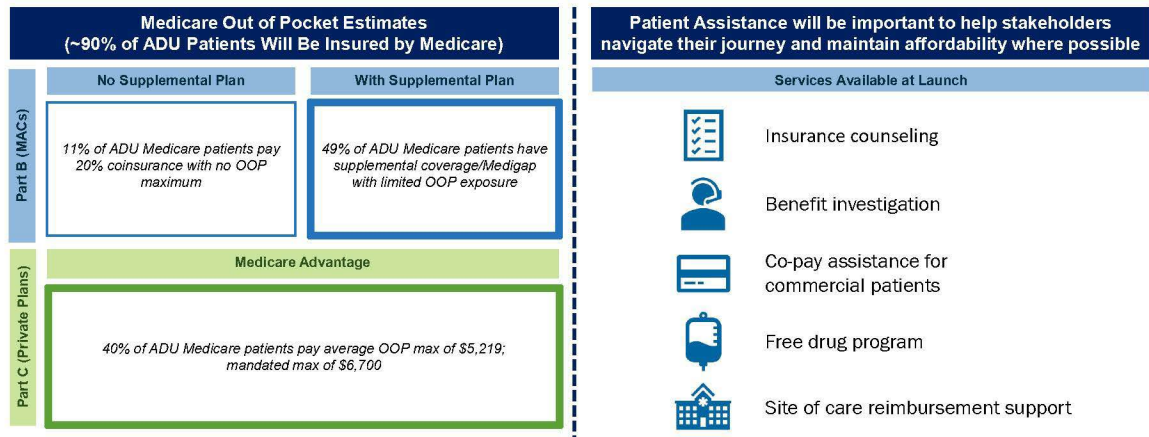 Medicare Out of Pocket Estimates
(~90% of ADU Patients Will Be Insured by Medicare)
No Supplemental Plan
With Supplemental Plan
Part B (MACs)
11% of ADU Medicare patients pay
20% coinsurance with no OOP
maximum
49% of ADU Medicare patients have
supplemental coverage/Medigap
with limited OOP exposure
Medicare Advantage
Part C (Private Plans)
40% of ADU Medicare patients pay average OOP max of $5,219;
mandated max of $6,700
Patient Assistance will be important to help stakeholders
navigate their journey and maintain affordability where possible
Services Available at Launch
Insurance counseling
Benefit investigation
Co-pay assistance for
commercial patients
Free drug program
Site of care reimbursement support